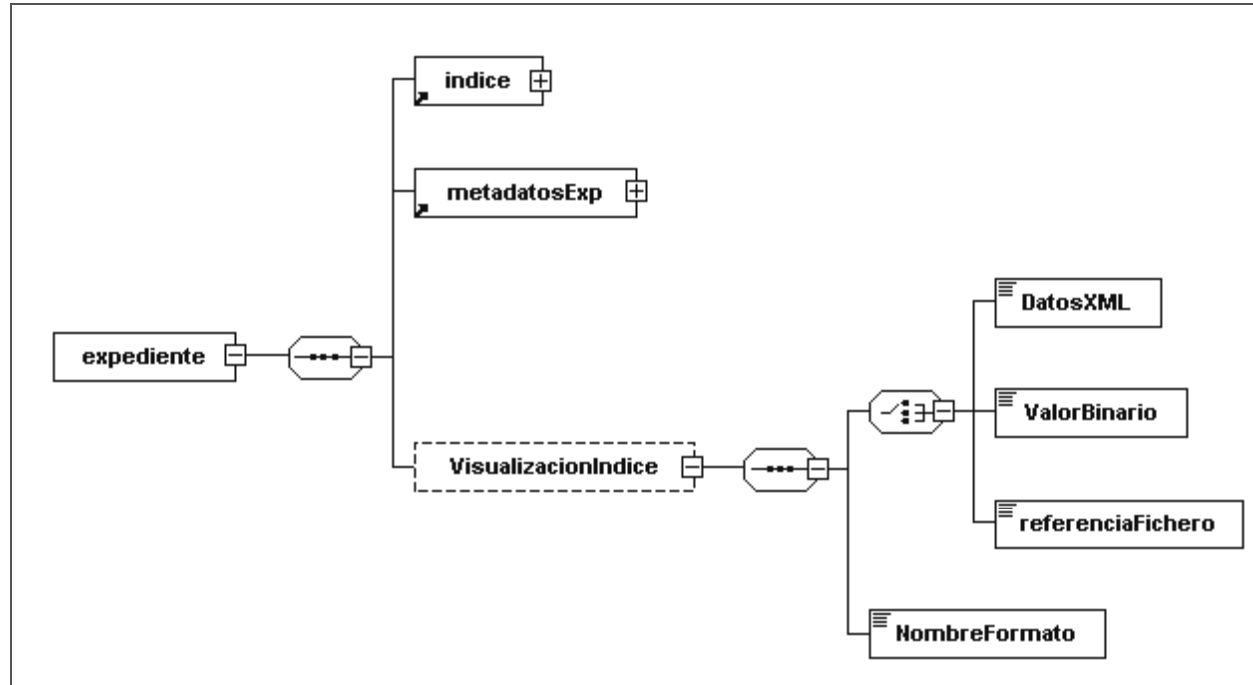 indice
metadatosExp
DatosXML
expediente
ValorBinario
VisualizacionIndice
referenciaFichero
NombreFormato